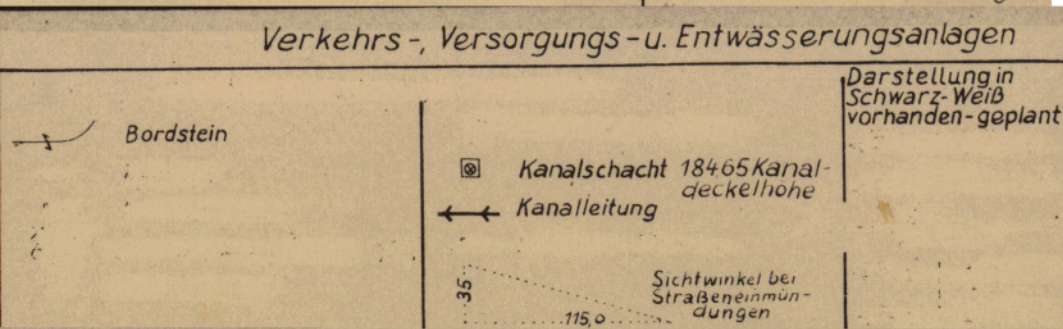 Verkehrs-, Versorgungs-u. Entwässerungsanlagen
Bordstein
Kanalschacht 18465 Kanal-
deckelhöhe
Kanalleitung
35
115,0
Sichtwinkel bei
Straßeneinmün-
dungen
Darstellung in
Schwarz-Weiß
vorhanden-geplant